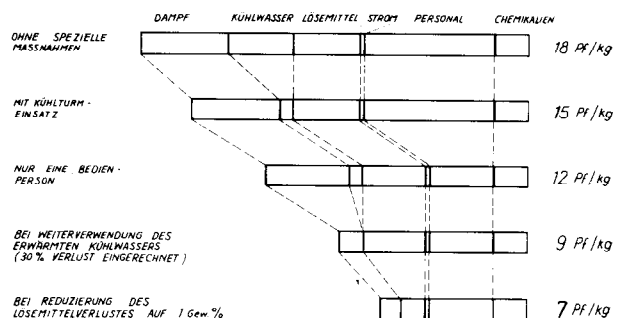 DAMPF KÜHLWASSER LÖSEMITTEL STROM PERSONAL CHEMIKALIEN
OHNE SPEZIELLE
MASSNAHMEN
18 Pf/kg
MIT KÜHLTURM-
EINSATZ
15 Pf/kg
NUR EINE BEDIEN-
PERSON
12 Pf/kg
BEI WEITERVERWENDUNG DES
ERWÄRMTEN KÜHLWASSERS
(30% VERLUST EINGERECHNET)
9 Pf/kg
BEI REDUZIERUNG DES
LÖSEMITTELVERLUSTES AUF 1 Gew.%
7 Pf/kg